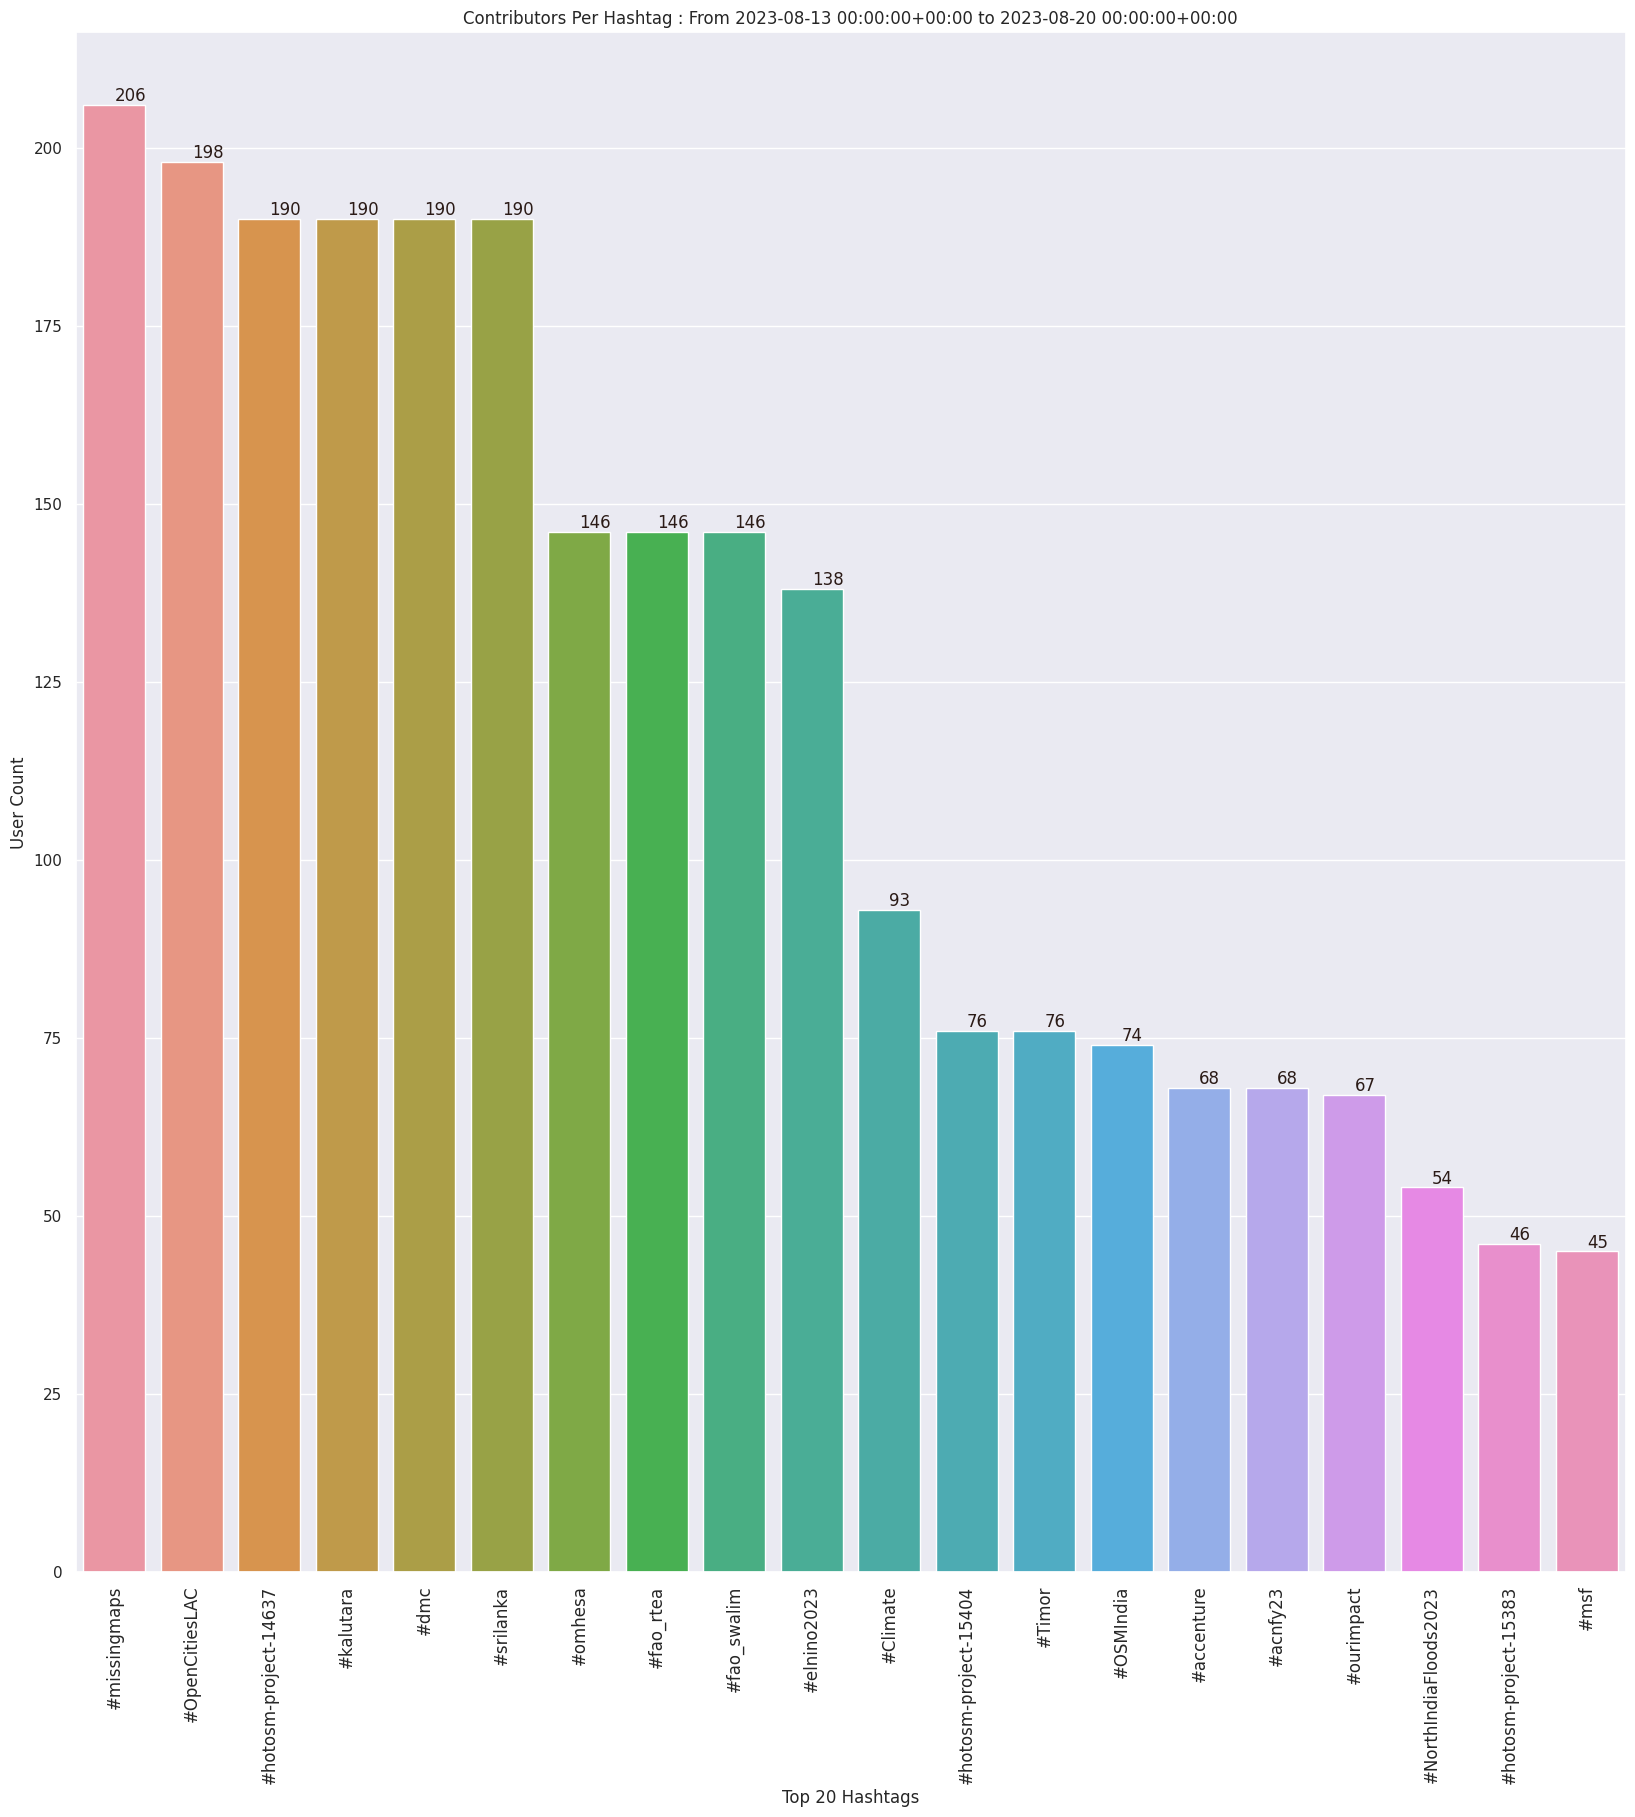 Contributors Per Hashtag : From 2023-08-13 00:00:00+00:00 to 2023-08-20 00:00:00+00:00
206
198
190
190
190
190
146
146
146
138
93
76
76
74
68
68
67
54
46
45
200
175
150
125
100
75
50
25
0
User Count
#missingmaps
#OpenCitiesLAC
#hotosm-project-14637
#kalutara
#dmc
#srilanka
#omhesa
#fao_rtea
#fao_swalim
#elnino2023
#Climate
#hotosm-project-15404
#Timor
#OSMIndia
#accenture
#acnfy23
#ourimpact
#NorthIndiaFloods2023
#hotosm-project-15383
#msf
Top 20 Hashtags